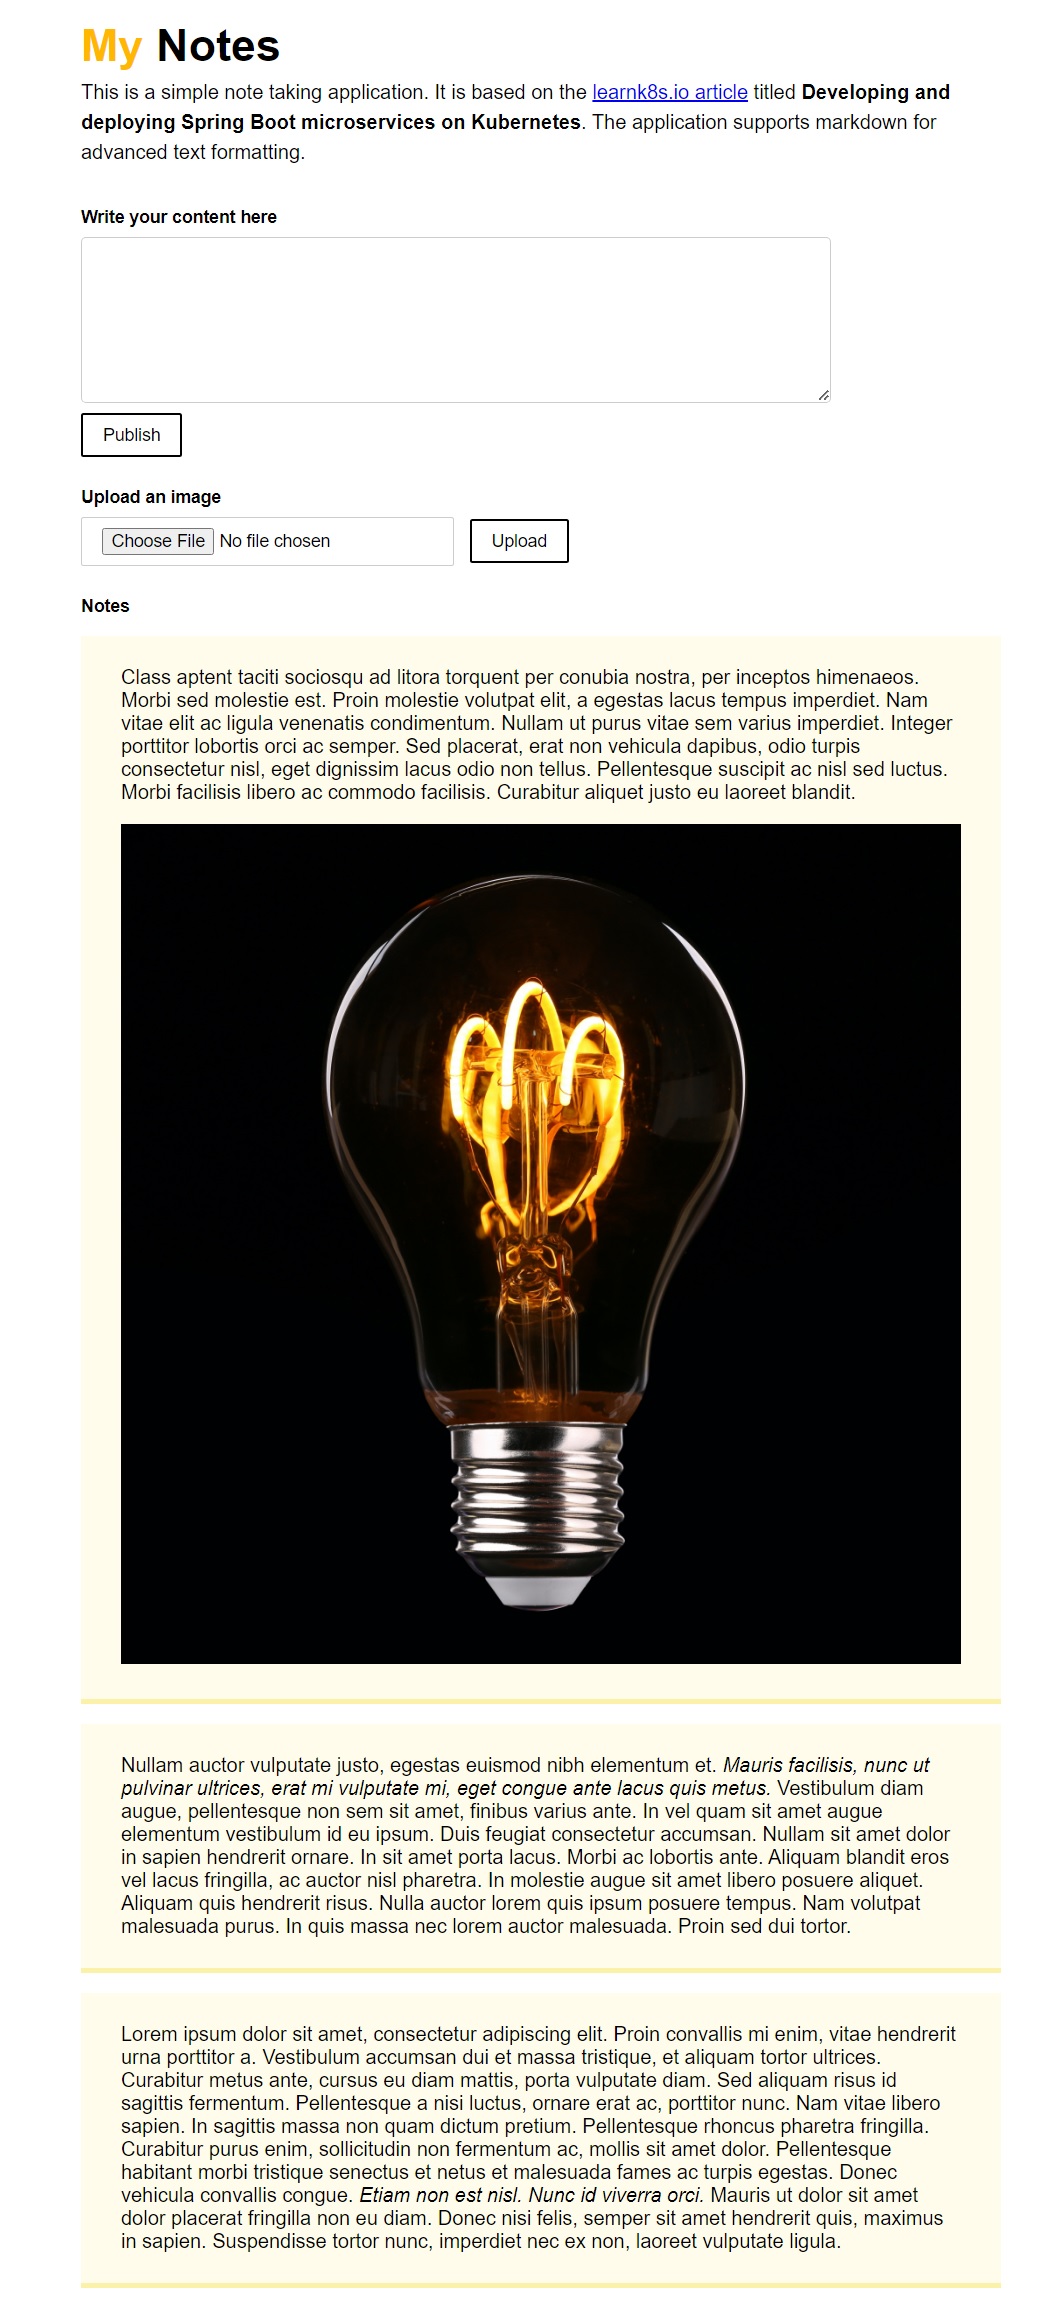 My Notes
This is a simple note taking application. It is based on the learnk8s.io article titled Developing and
deploying Spring Boot microservices on Kubernetes. The application supports markdown for
advanced text formatting.
Write your content here
Publish
Upload an image
Choose File No file chosen Upload
Notes
Class aptent taciti sociosqu ad litora torquent per conubia nostra, per inceptos himenaeos.
Morbi sed molestie est. Proin molestie volutpat elit, a egestas lacus tempus imperdiet. Nam
vitae elit ac ligula venenatis condimentum. Nullam ut purus vitae sem varius imperdiet. Integer
porttitor lobortis orci ac semper. Sed placerat, erat non vehicula dapibus, odio turpis
consectetur nisl, eget dignissim lacus odio non tellus. Pellentesque suscipit ac nisl sed luctus.
Morbi facilisis libero ac commodo facilisis. Curabitur aliquet justo eu laoreet blandit.
Nullam auctor vulputate justo, egestas euismod nibh elementum et. Mauris facilisis, nunc ut
pulvinar ultrices, erat mi vulputate mi, eget congue ante lacus quis metus. Vestibulum diam
augue, pellentesque non sem sit amet, finibus varius ante. In vel quam sit amet augue
elementum vestibulum id eu ipsum. Duis feugiat consectetur accumsan. Nullam sit amet dolor
in sapien hendrerit ornare. In sit amet porta lacus. Morbi ac lobortis ante. Aliquam blandit eros
vel lacus fringilla, ac auctor nisl pharetra. In molestie augue sit amet libero posuere aliquet.
Aliquam quis hendrerit risus. Nulla auctor lorem quis ipsum posuere tempus. Nam volutpat
malesuada purus. In quis massa nec lorem auctor malesuada. Proin sed dui tortor.
Lorem ipsum dolor sit amet, consectetur adipiscing elit. Proin convallis mi enim, vitae hendrerit
urna porttitor a. Vestibulum accumsan dui et massa tristique, et aliquam tortor ultrices.
Curabitur metus ante, cursus eu diam mattis, porta vulputate diam. Sed aliquam risus id
sagittis fermentum. Pellentesque a nisi luctus, ornare erat ac, porttitor nunc. Nam vitae libero
sapien. In sagittis massa non quam dictum pretium. Pellentesque rhoncus pharetra fringilla.
Curabitur purus enim, sollicitudin non fermentum ac, mollis sit amet dolor. Pellentesque
habitant morbi tristique senectus et netus et malesuada fames ac turpis egestas. Donec
vehicula convallis congue. Etiam non est nisl. Nunc id viverra orci. Mauris ut dolor sit amet
dolor placerat fringilla non eu diam. Donec nisi felis, semper sit amet hendrerit quis, maximus
in sapien. Suspendisse tortor nunc, imperdiet nec ex non, laoreet vulputate ligula.